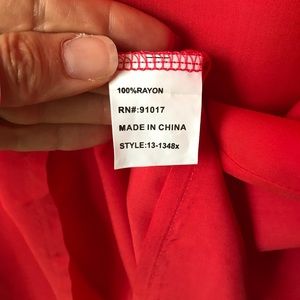 100%RAYON
RN#:91017
MADE IN CHINA
STYLE:13-1348x